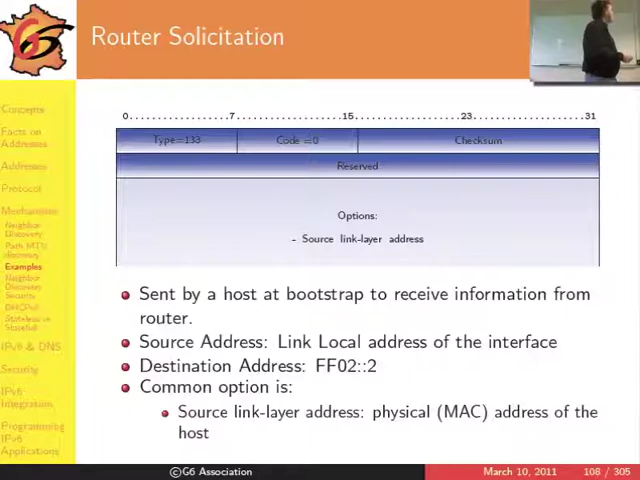 G6
Router Solicitation
Concepts
Facts on
Addresses
Addresses
Protocol
Mechanisms
Neighbor
Discovery
Path MTU
discovery
Examples
Neighbor
Discovery
Security
DHCPv6
Stateless vs
Statefull
IPv6 & DNS
Security
IPv6
Integration
Programming
IPv6
Applications
0...............7...............15...............23...............31
Type=133 Code =0 Checksum
Reserved
Options:
- Source link-layer address
Sent by a host at bootstrap to receive information from
router.
Source Address: Link Local address of the interface
Destination Address: FF02::2
Common option is:
Source link-layer address: physical (MAC) address of the
host
©G6 Association March 10, 2011 108 / 305